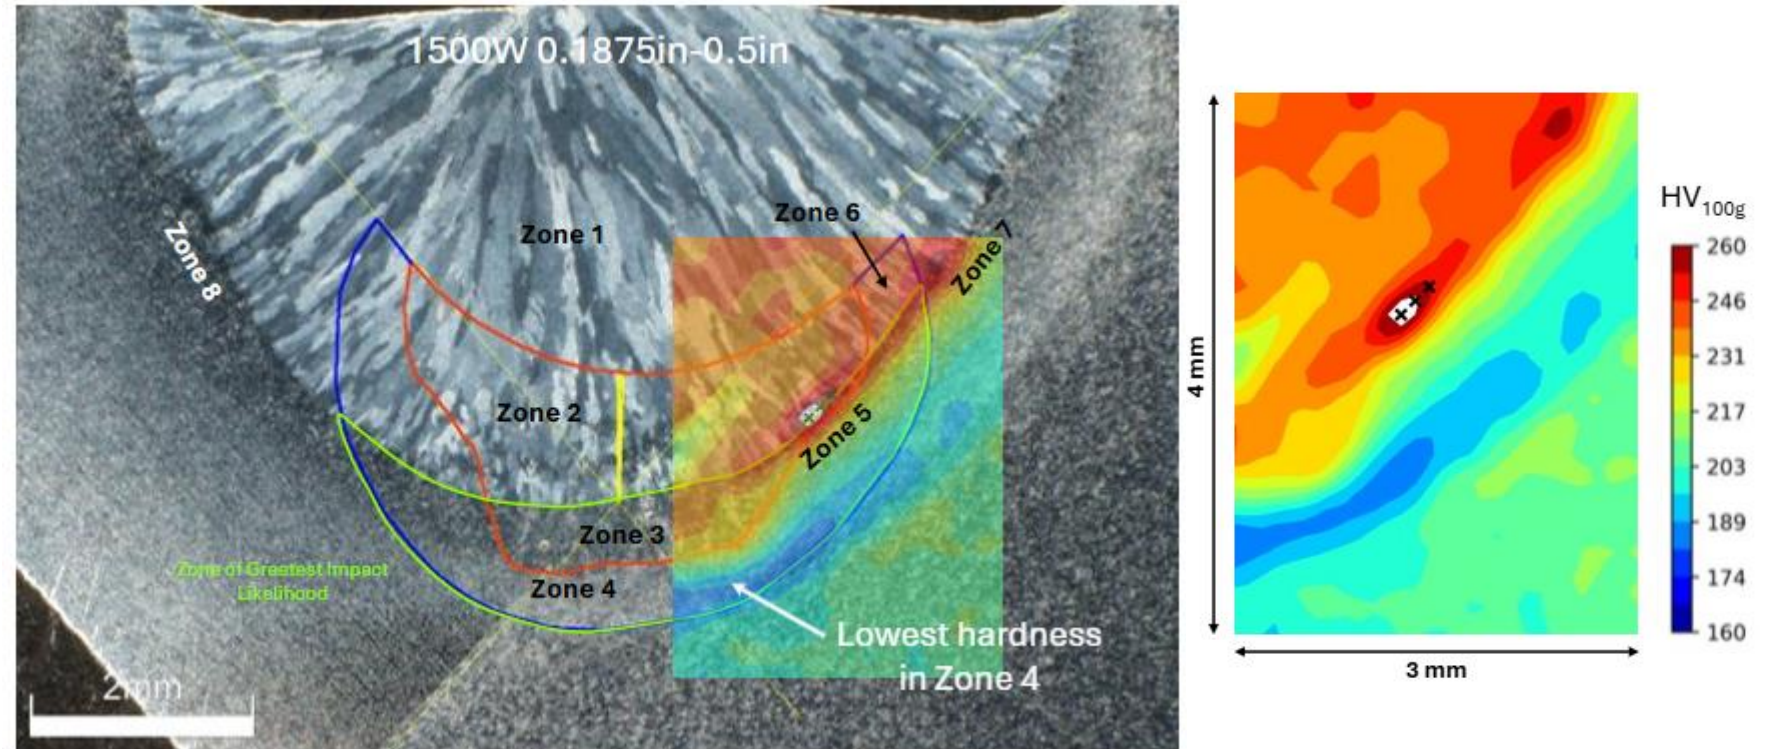 1500W 0.1875in-0.5in
Zone 6
Zone 1
Zone 7
Zone 8
Zone 2
Zone 5
Zone 3
Zone of Greatest Impact
Likelihood
Zone 4
Lowest hardness
in Zone 4
2mm
4 mm
3 mm
HV100g
260
246
231
217
203
189
174
160